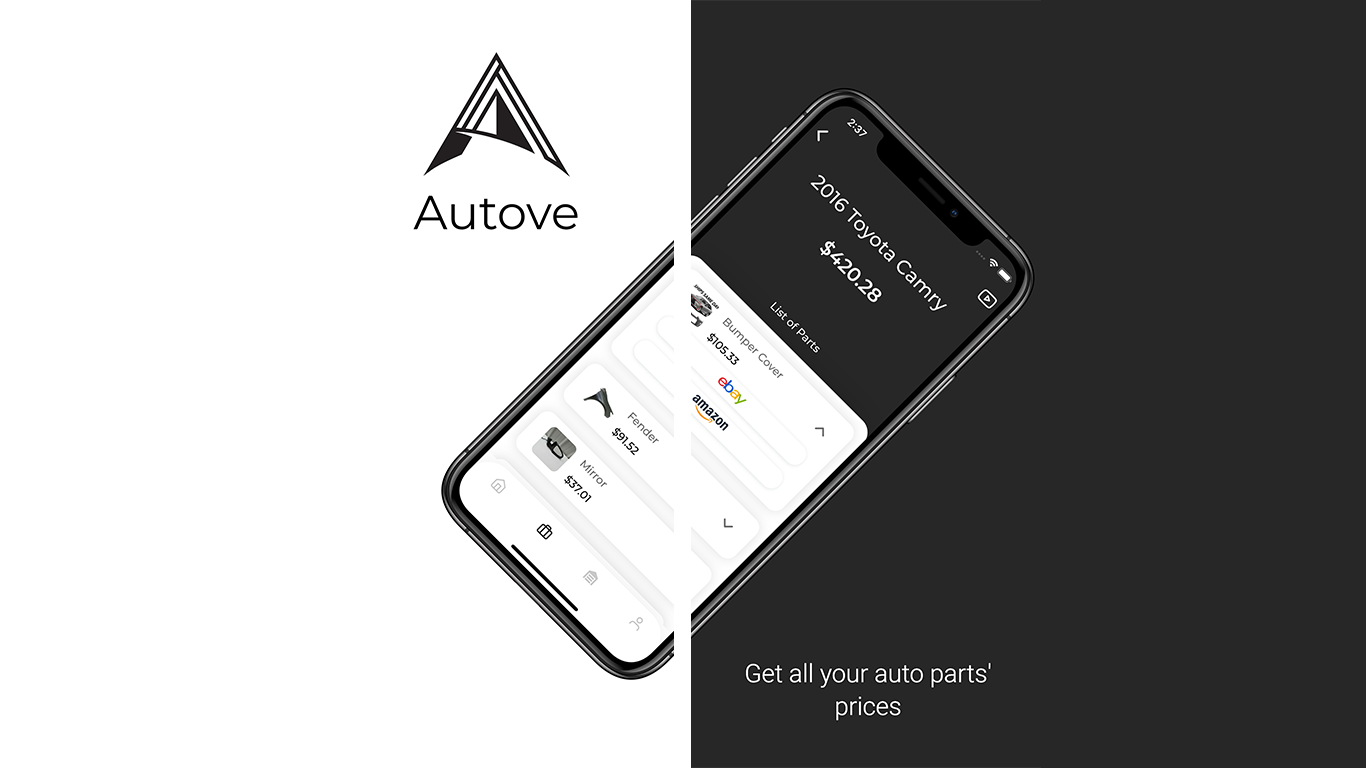 Autove
2:37
2016 Toyota Camry
$420.28
List of Parts
Bumper Cover
$105.33
ebay
amazon
Fender
$91.52
Mirror
$37.01
Get all your auto parts'
prices